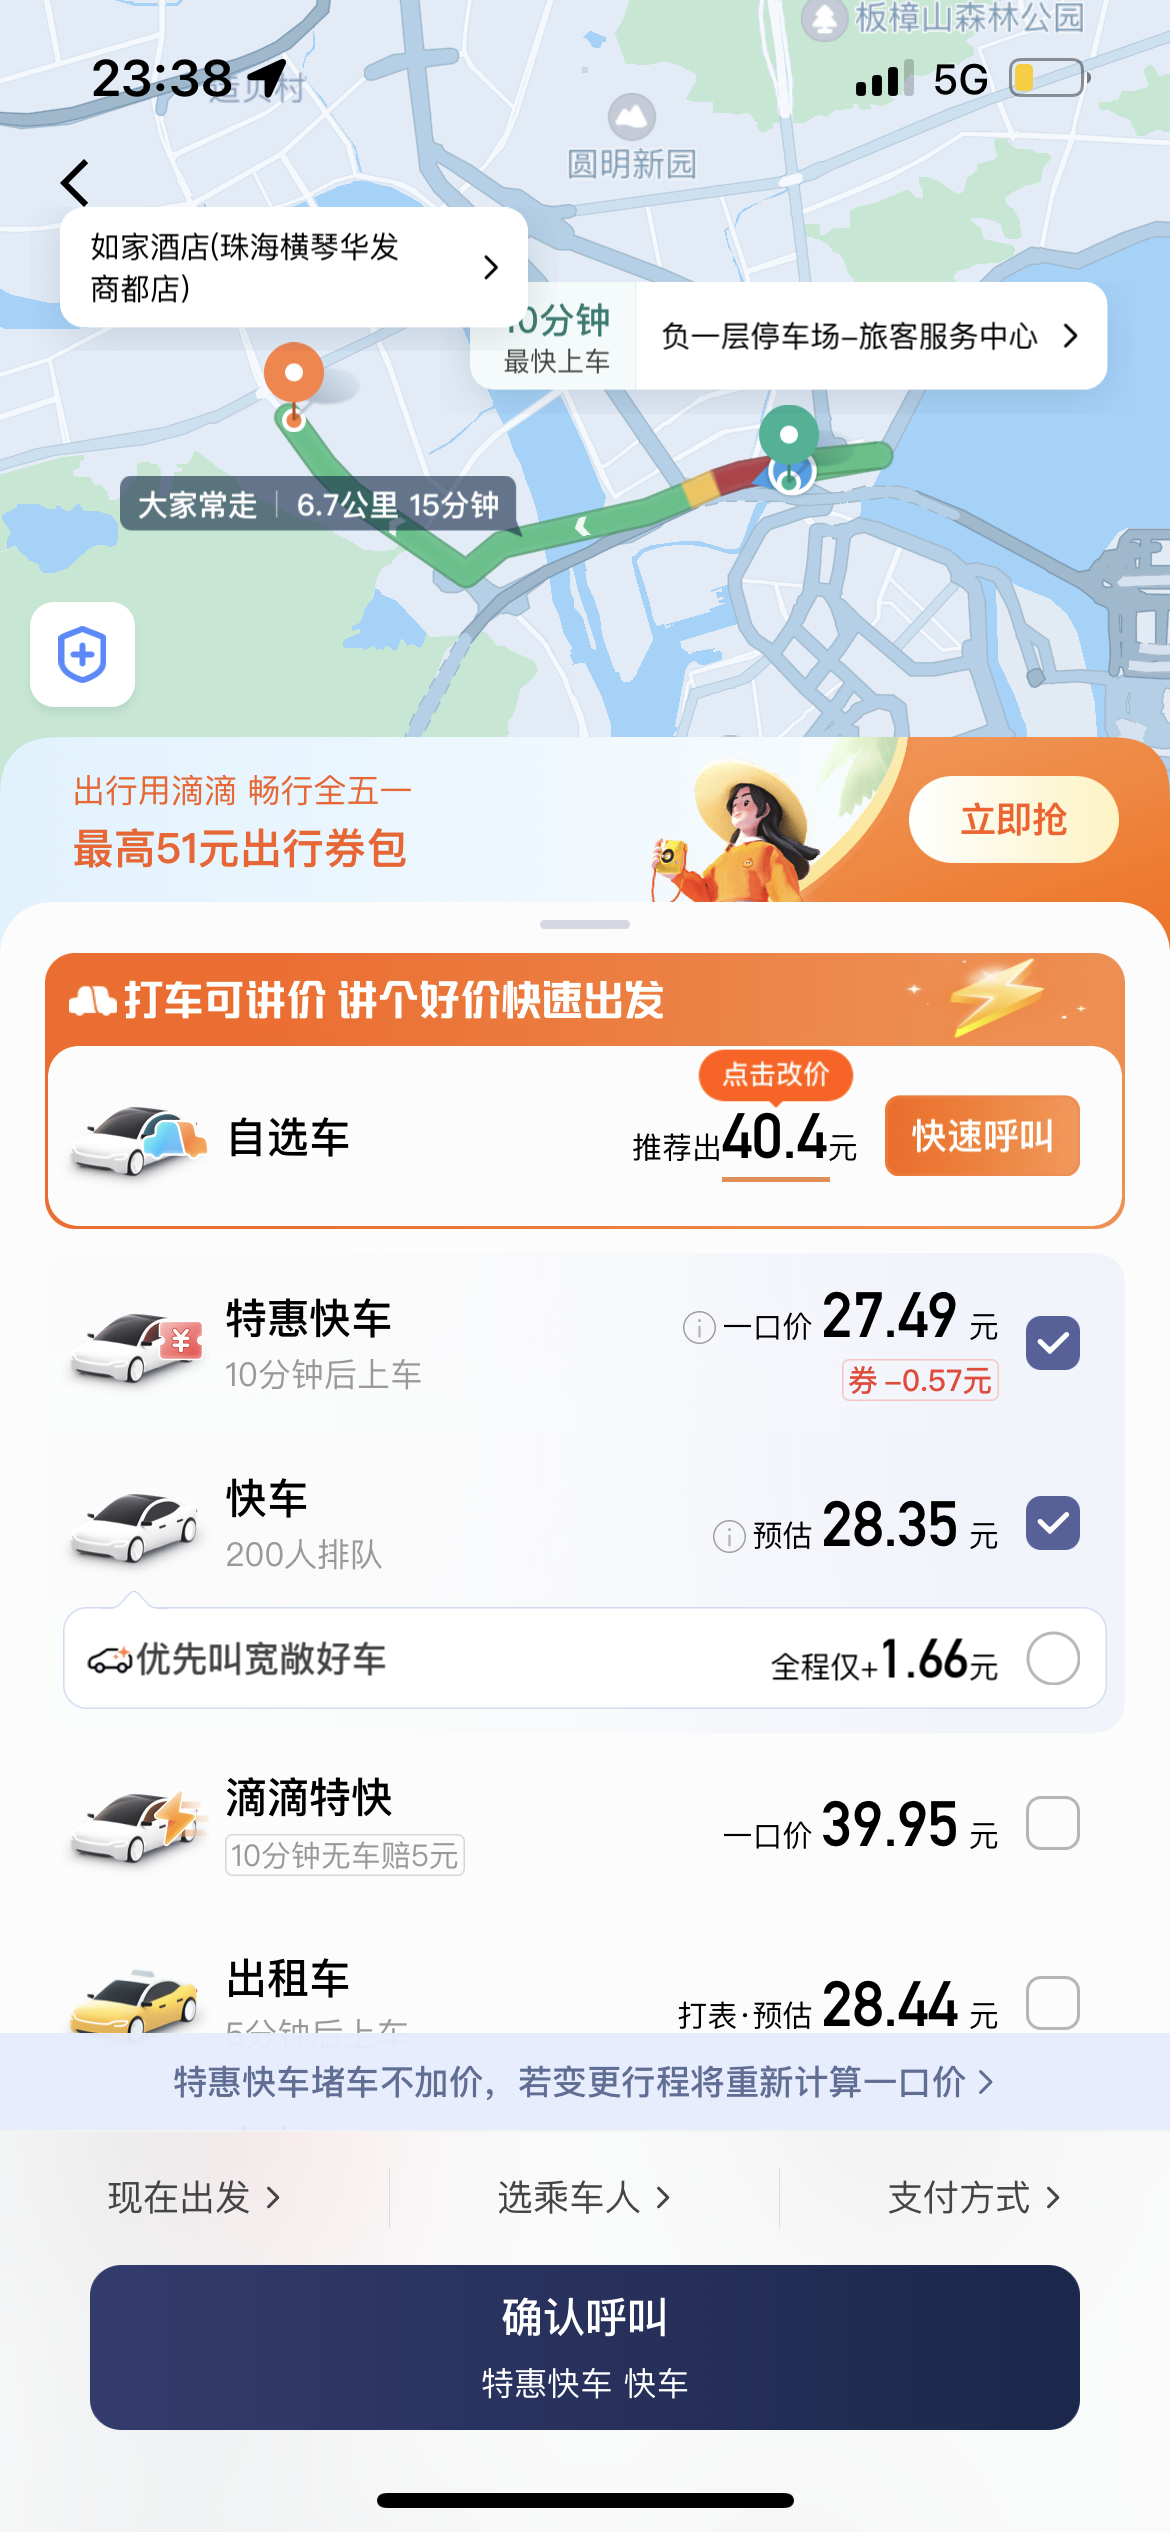 板樟山森林公园
23:38
造贝村
5G
圆明新园
如家酒店(珠海横琴华发
商都店)
10分钟
最快上车
负一层停车场-旅客服务中心
大家常走 6.7公里 15分钟
出行用滴滴 畅行全五一
最高51元出行券包
立即抢
打车可讲价 讲个好价快速出发
点击改价
自选车
推荐出40.4元
快速呼叫
特惠快车
一口价 27.49 元
10分钟后上车
券 -0.57元
快车
预估 28.35 元
200人排队
优先叫宽敞好车
全程仅+1.66元
滴滴特快
一口价 39.95 元
10分钟无车赔5元
出租车
打表·预估 28.44 元
5分钟后上车
特惠快车堵车不加价，若变更行程将重新计算一口价
现在出发
选乘车人
支付方式
确认呼叫
特惠快车 快车